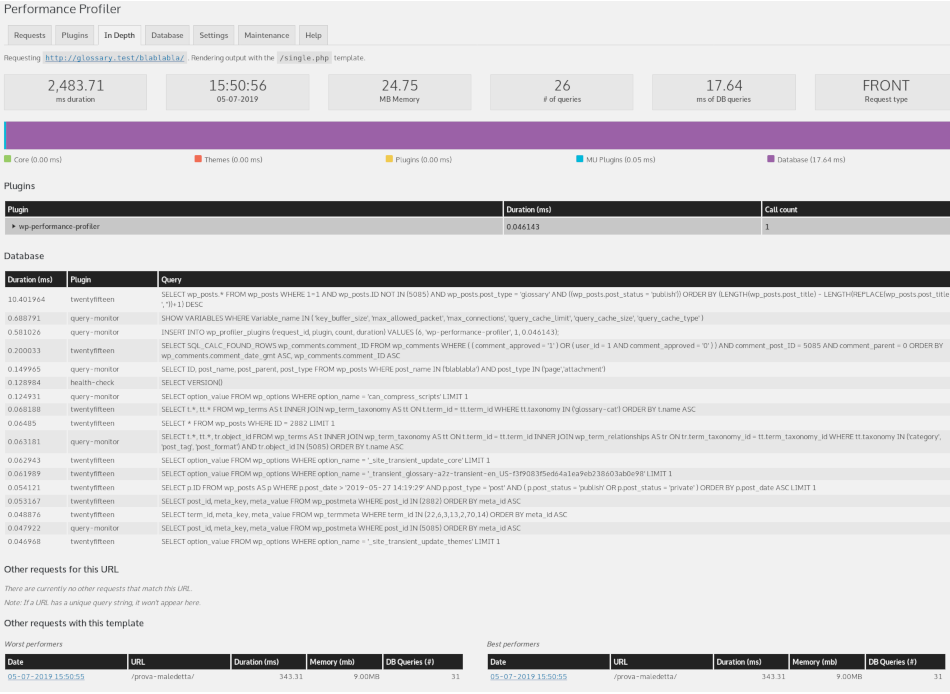 Performance Profiler
Requests Plugins In Depth Database Settings Maintenance Help
Requesting http://glossary.test/blablabla/ . Rendering output with the /single.php template.
2,483.71 15:50:56 24.75 26 17.64 FRONT
ms duration 05-07-2019 MB Memory # of queries ms of DB queries Request type
Core (0.00 ms) Themes (0.00 ms) Plugins (0.00 ms) MU Plugins (0.05 ms) Database (17.64 ms)
Plugins
Plugin Duration (ms) Call count
▸ wp-performance-profiler 0.046143 1
Database
Duration (ms) Plugin Query
10.401964 twentyfifteen SELECT wp_posts.* FROM wp_posts WHERE 1=1 AND wp_posts.ID NOT IN (5085) AND wp_posts.post_type = 'glossary' AND ((wp_posts.post_status = 'publish')) ORDER BY (LENGTH(wp_posts.post_title) - LENGTH(REPLACE(wp_posts.post_title
', ''))+1) DESC
0.688791 query-monitor SHOW VARIABLES WHERE Variable_name IN ( 'key_buffer_size', 'max_allowed_packet', 'max_connections', 'query_cache_limit', 'query_cache_size', 'query_cache_type' )
0.581026 query-monitor INSERT INTO wp_profiler_plugins (request_id, plugin, count, duration) VALUES (6, 'wp-performance-profiler', 1, 0.046143);
0.200033 twentyfifteen SELECT SQL_CALC_FOUND_ROWS wp_comments.comment_ID FROM wp_comments WHERE ( ( comment_approved = '1' ) OR ( user_id = 1 AND comment_approved = '0' ) ) AND comment_post_ID = 5085 AND comment_parent = 0 ORDER BY
wp_comments.comment_date_gmt ASC, wp_comments.comment_ID ASC
0.149965 query-monitor SELECT ID, post_name, post_parent, post_type FROM wp_posts WHERE post_name IN ('blablabla') AND post_type IN ('page','attachment')
0.128984 health-check SELECT VERSION()
0.124931 query-monitor SELECT option_value FROM wp_options WHERE option_name = 'can_compress_scripts' LIMIT 1
0.068188 twentyfifteen SELECT t.*, tt.* FROM wp_terms AS t INNER JOIN wp_term_taxonomy AS tt ON t.term_id = tt.term_id WHERE tt.taxonomy IN ('glossary-cat') ORDER BY t.name ASC
0.06485 twentyfifteen SELECT * FROM wp_posts WHERE ID = 2882 LIMIT 1
0.063181 query-monitor SELECT t.*, tt.*, tr.object_id FROM wp_terms AS t INNER JOIN wp_term_taxonomy AS tt ON t.term_id = tt.term_id INNER JOIN wp_term_relationships AS tr ON tr.term_taxonomy_id = tt.term_taxonomy_id WHERE tt.taxonomy IN ('category',
'post_tag', 'post_format') AND tr.object_id IN (5085) ORDER BY t.name ASC
0.062943 twentyfifteen SELECT option_value FROM wp_options WHERE option_name = '_site_transient_update_core' LIMIT 1
0.061989 twentyfifteen SELECT option_value FROM wp_options WHERE option_name = '_transient_glossary-a2z-transient-en_US-f3f9083f5ed64a1ea9eb238603ab0e98' LIMIT 1
0.054121 twentyfifteen SELECT p.ID FROM wp_posts AS p WHERE p.post_date > '2019-05-27 14:19:29' AND p.post_type = 'post' AND ( p.post_status = 'publish' OR p.post_status = 'private' ) ORDER BY p.post_date ASC LIMIT 1
0.053167 twentyfifteen SELECT post_id, meta_key, meta_value FROM wp_postmeta WHERE post_id IN (2882) ORDER BY meta_id ASC
0.048876 twentyfifteen SELECT term_id, meta_key, meta_value FROM wp_termmeta WHERE term_id IN (22,6,3,13,2,70,14) ORDER BY meta_id ASC
0.047922 query-monitor SELECT post_id, meta_key, meta_value FROM wp_postmeta WHERE post_id IN (5085) ORDER BY meta_id ASC
0.046968 twentyfifteen SELECT option_value FROM wp_options WHERE option_name = '_site_transient_update_themes' LIMIT 1
Other requests for this URL
There are currently no other requests that match this URL.
Note: If a URL has a unique query string, it won't appear here.
Other requests with this template
Worst performers Best performers
Date URL Duration (ms) Memory (mb) DB Queries (#) Date URL Duration (ms) Memory (mb) DB Queries (#)
05-07-2019 15:50:55 /prova-maledetta/ 343.31 9.00MB 31 05-07-2019 15:50:55 /prova-maledetta/ 343.31 9.00MB 31